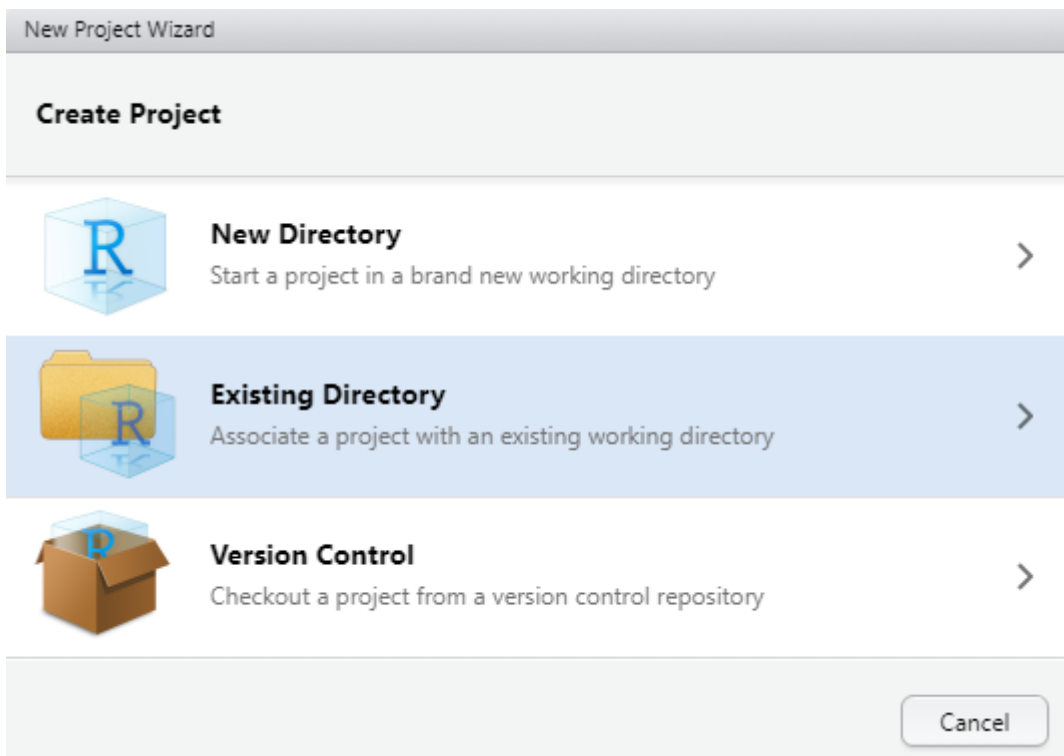 New Project Wizard
Create Project
R
New Directory
Start a project in a brand new working directory
R
Existing Directory
Associate a project with an existing working directory
R
Version Control
Checkout a project from a version control repository
Cancel